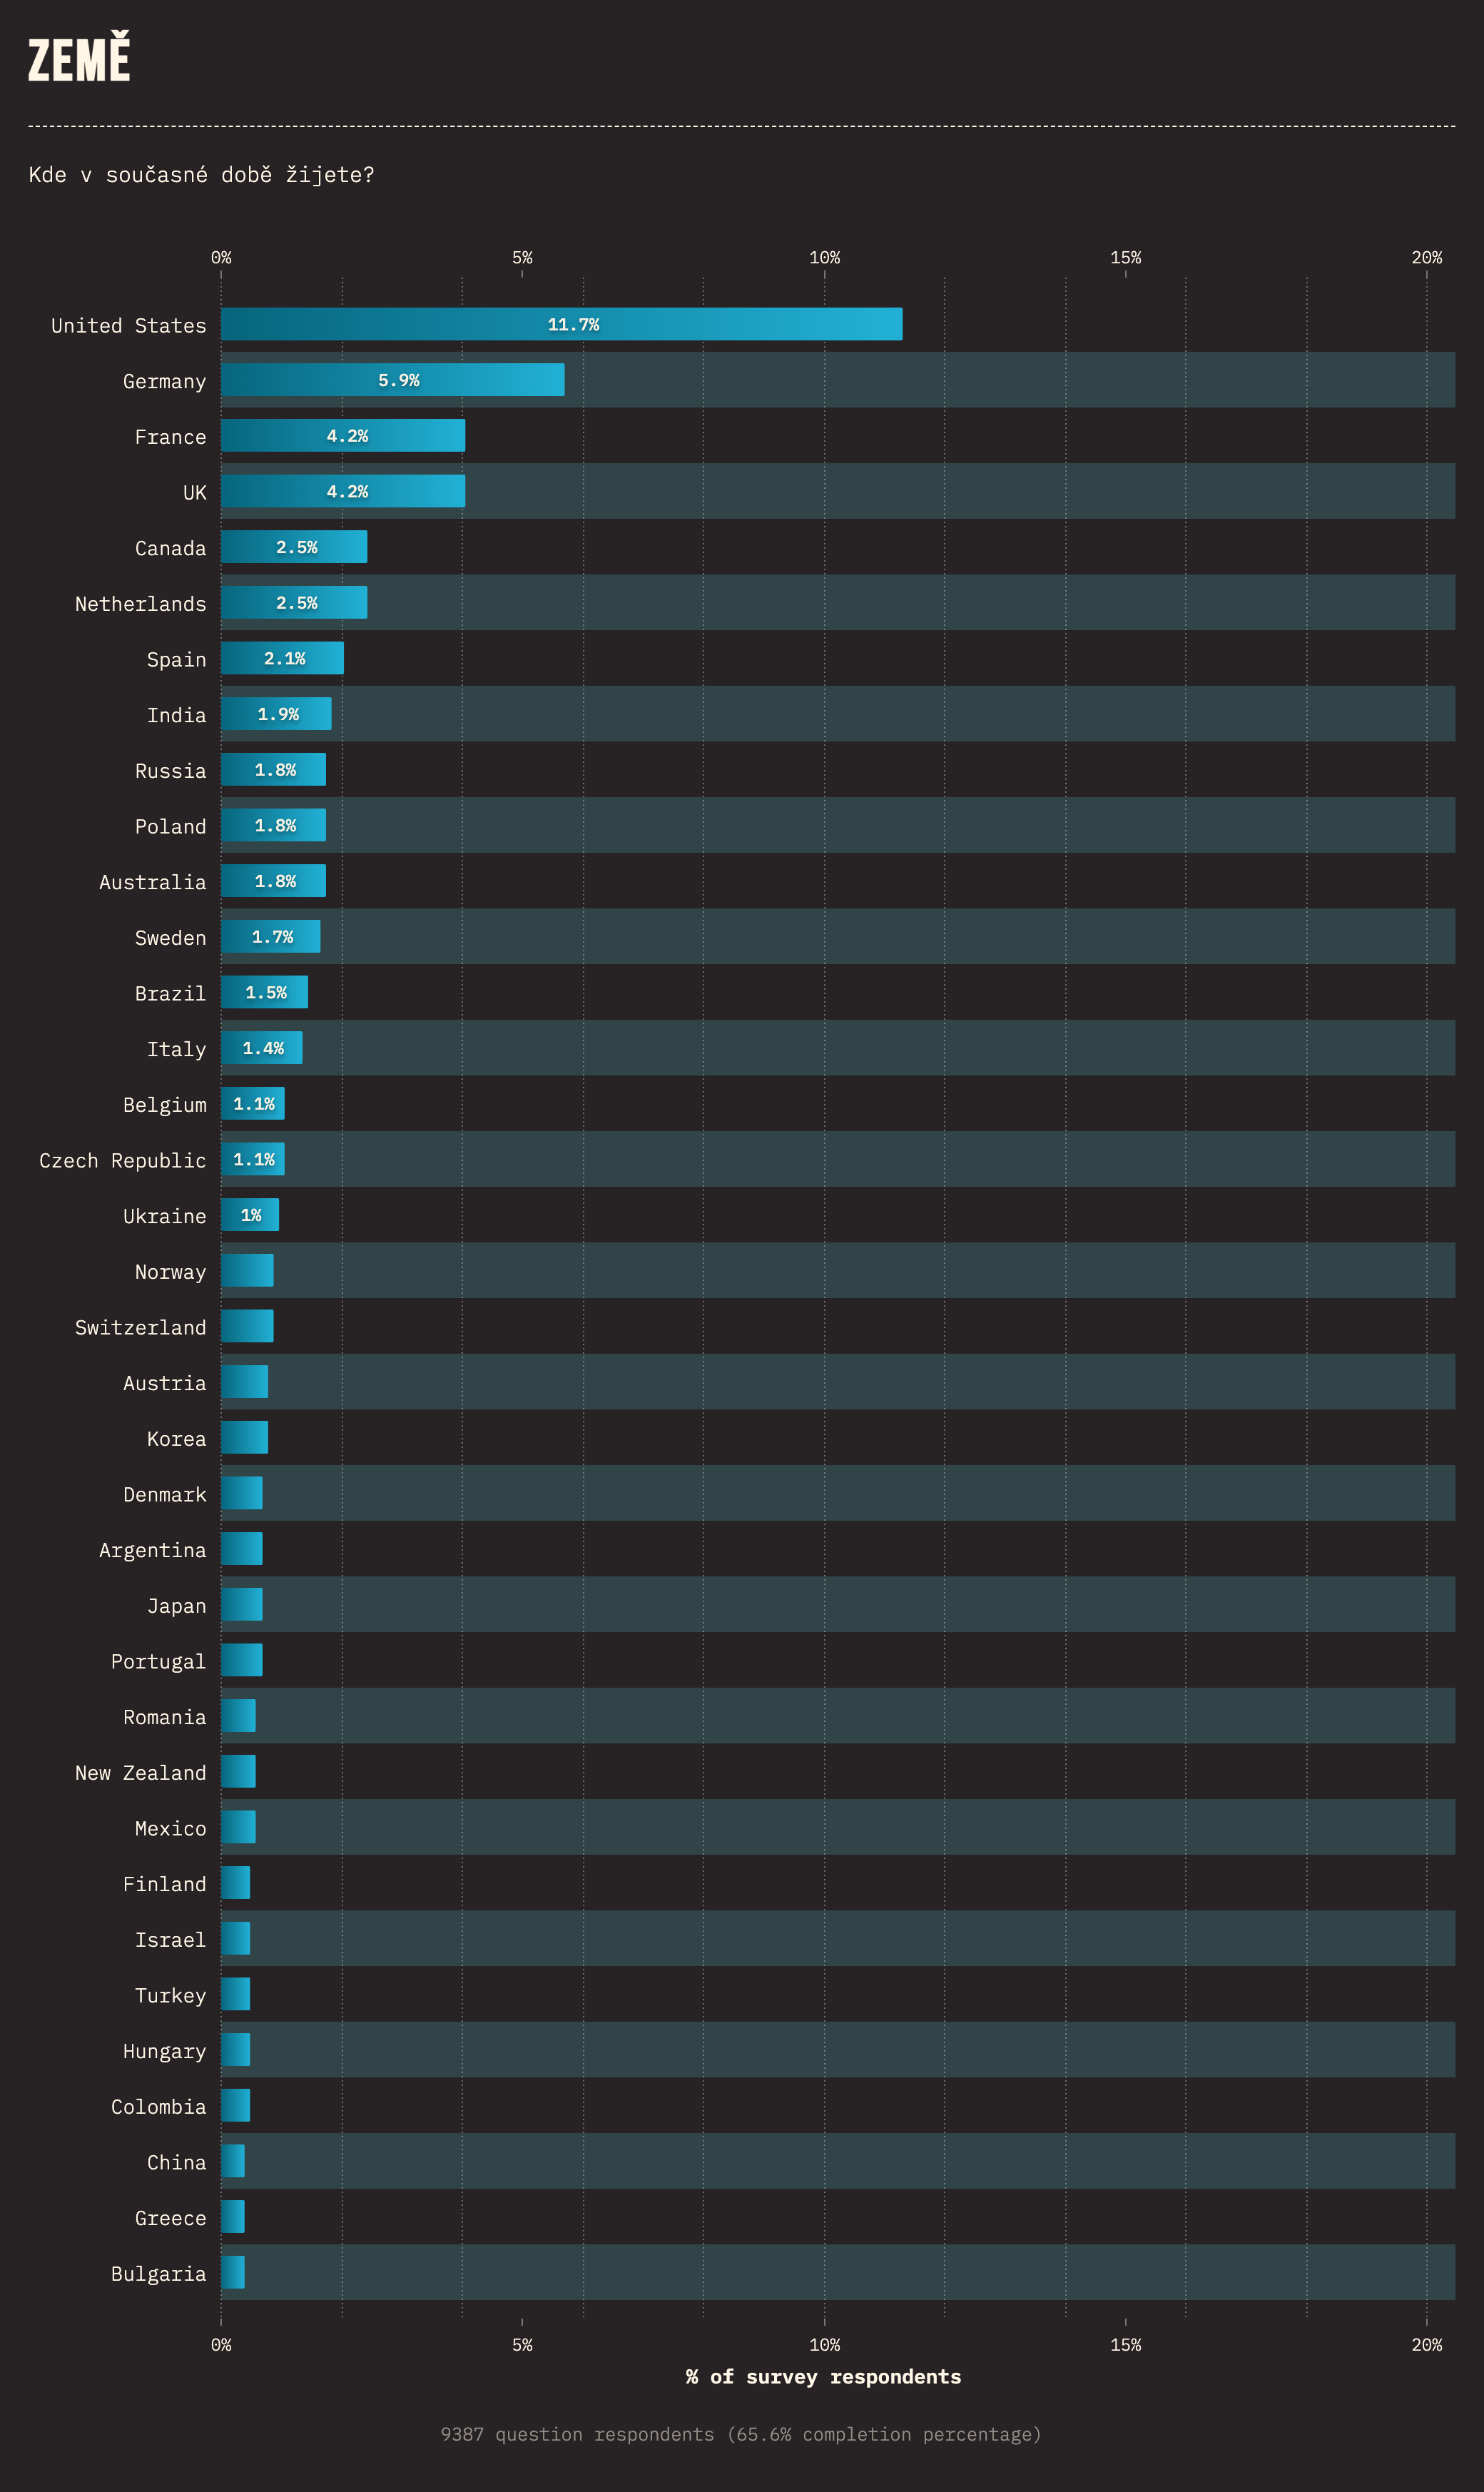 ZEMĚ
Kde v současné době žijete?
0% 5% 10% 15% 20%
United States 11.7%
Germany 5.9%
France 4.2%
UK 4.2%
Canada 2.5%
Netherlands 2.5%
Spain 2.1%
India 1.9%
Russia 1.8%
Poland 1.8%
Australia 1.8%
Sweden 1.7%
Brazil 1.5%
Italy 1.4%
Belgium 1.1%
Czech Republic 1.1%
Ukraine 1%
Norway
Switzerland
Austria
Korea
Denmark
Argentina
Japan
Portugal
Romania
New Zealand
Mexico
Finland
Israel
Turkey
Hungary
Colombia
China
Greece
Bulgaria
0% 5% 10% 15% 20%
% of survey respondents
9387 question respondents (65.6% completion percentage)